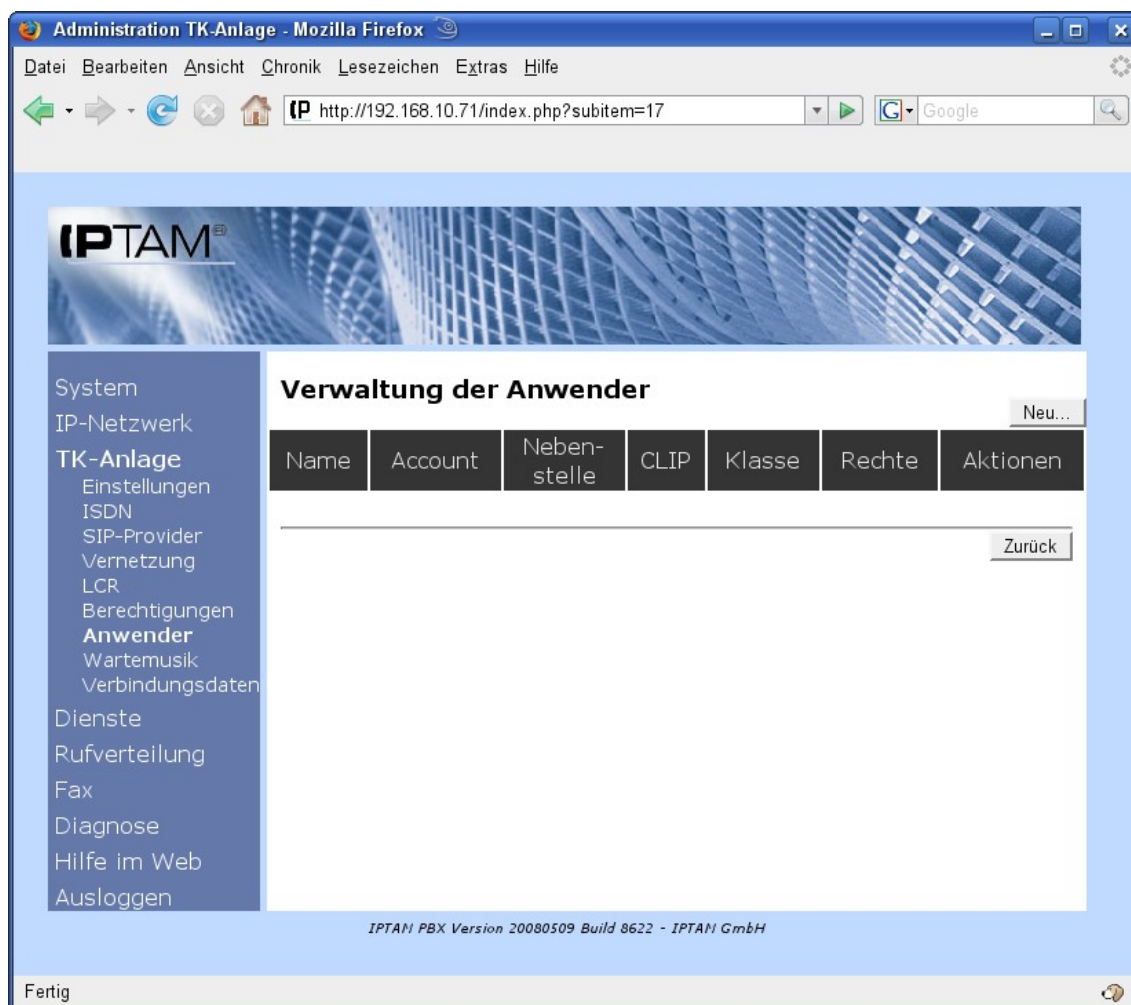 Administration TK-Anlage - Mozilla Firefox
Datei Bearbeiten Ansicht Chronik Lesezeichen Extras Hilfe
(P http://192.168.10.71/index.php?subitem=17
G Google
(PTAM®
System
IP-Netzwerk
TK-Anlage
Einstellungen
ISDN
SIP-Provider
Vernetzung
LCR
Berechtigungen
Anwender
Wartemusik
Verbindungsdaten
Dienste
Rufverteilung
Fax
Diagnose
Hilfe im Web
Ausloggen
Verwaltung der Anwender
Neu...
Name Account Neben-
stelle CLIP Klasse Rechte Aktionen
Zurück
IPTAM PBX Version 20080509 Build 8622 - IPTAM GmbH
Fertig